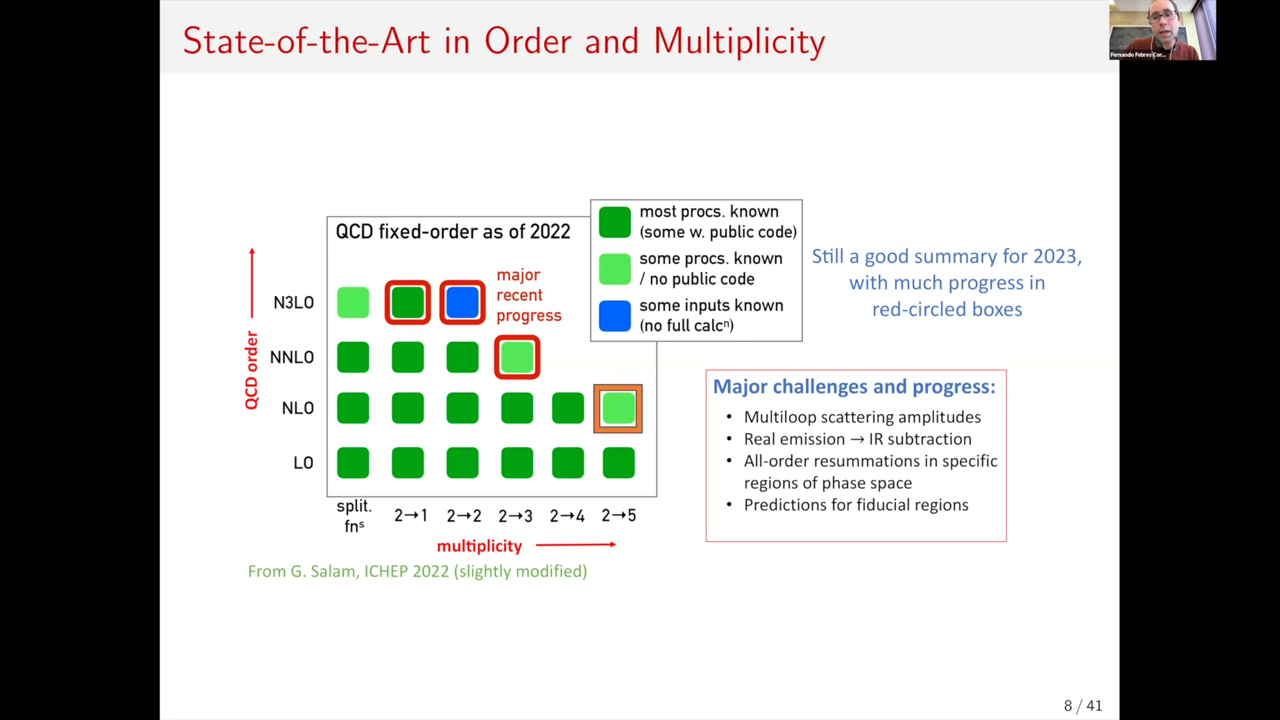 State-of-the-Art in Order and Multiplicity
Fernando Febres Cor...
QCD fixed-order as of 2022
most procs. known
(some w. public code)
some procs. known
/ no public code
some inputs known
(no full calcⁿ)
major
recent
progress
QCD order
N3LO
NNLO
NLO
LO
split.
fnˢ
2→1
2→2
2→3
2→4
2→5
multiplicity
From G. Salam, ICHEP 2022 (slightly modified)
Still a good summary for 2023,
with much progress in
red-circled boxes
Major challenges and progress:
• Multiloop scattering amplitudes
• Real emission → IR subtraction
• All-order resummations in specific
regions of phase space
• Predictions for fiducial regions
8 / 41